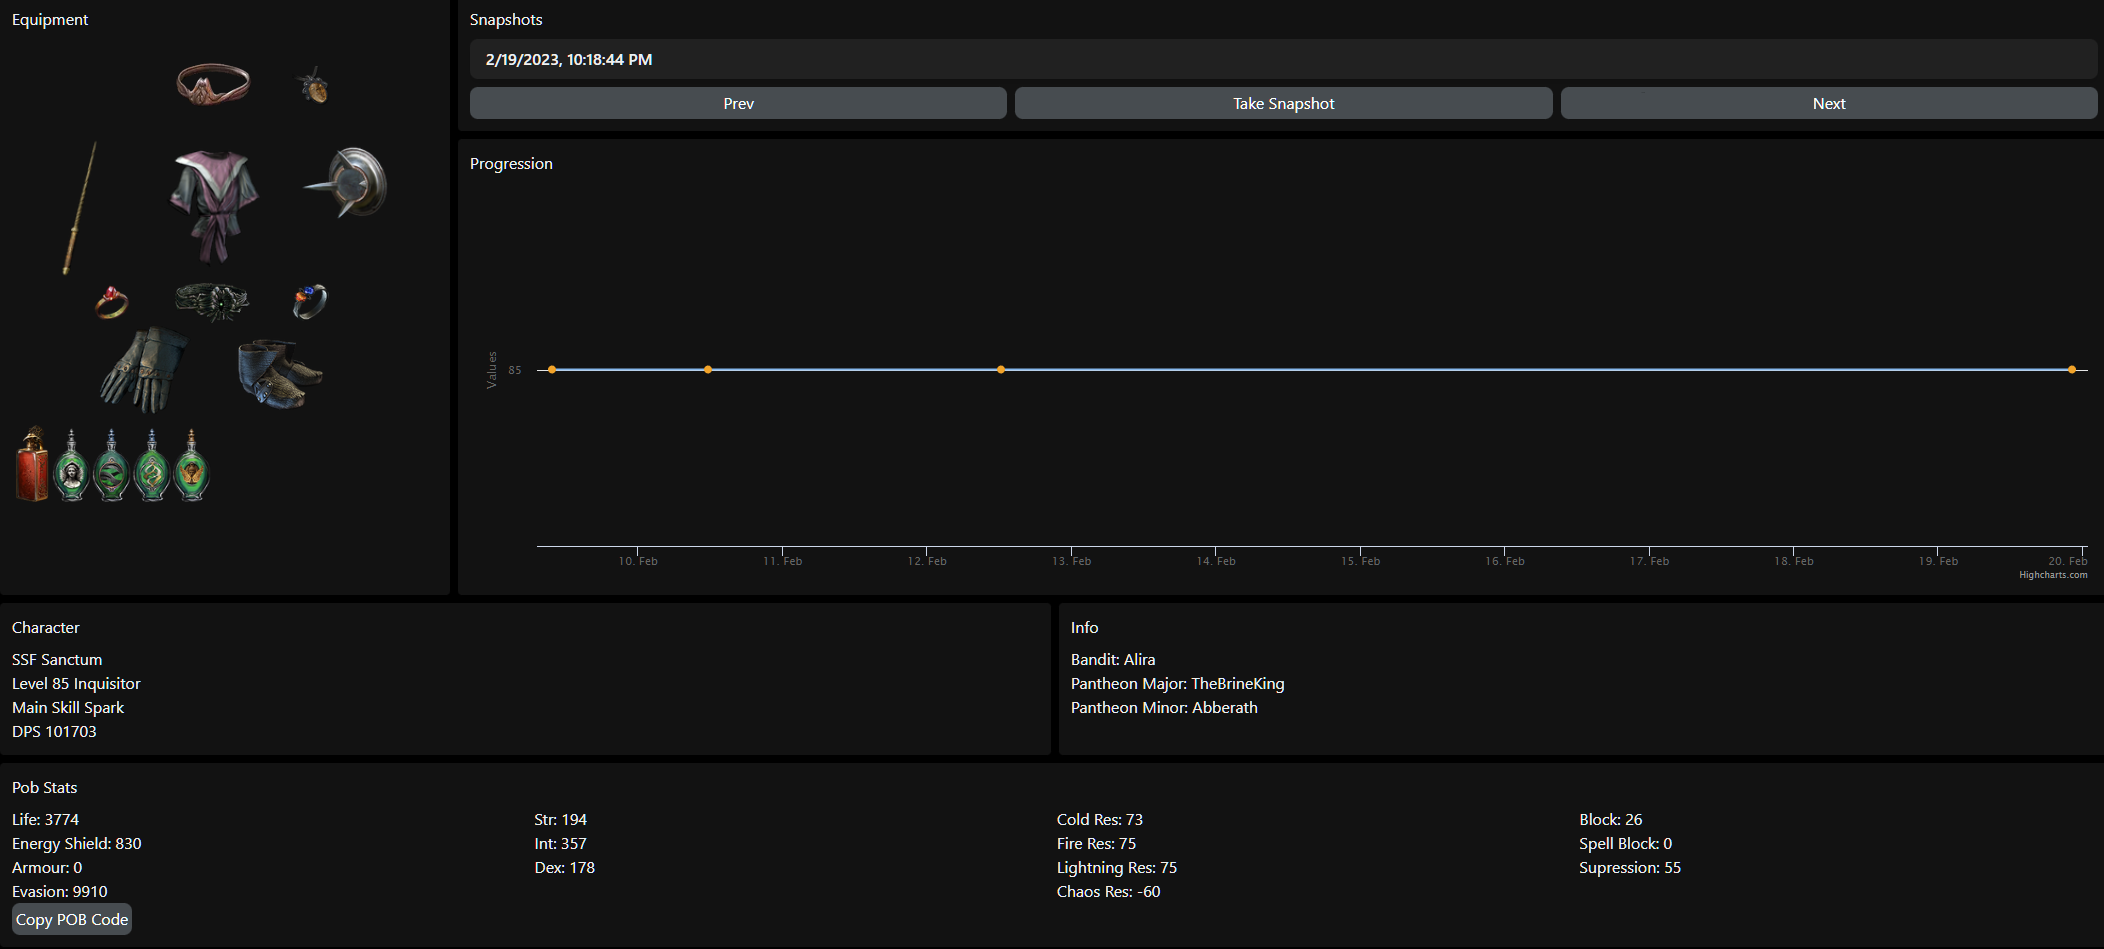 Equipment
Snapshots
2/19/2023, 10:18:44 PM
Prev
Take Snapshot
Next
Progression
Values
85
10. Feb
11. Feb
12. Feb
13. Feb
14. Feb
15. Feb
16. Feb
17. Feb
18. Feb
19. Feb
20. Feb
Highcharts.com
Character
SSF Sanctum
Level 85 Inquisitor
Main Skill Spark
DPS 101703
Info
Bandit: Alira
Pantheon Major: TheBrineKing
Pantheon Minor: Abberath
Pob Stats
Life: 3774
Energy Shield: 830
Armour: 0
Evasion: 9910
Str: 194
Int: 357
Dex: 178
Cold Res: 73
Fire Res: 75
Lightning Res: 75
Chaos Res: -60
Block: 26
Spell Block: 0
Supression: 55
Copy POB Code